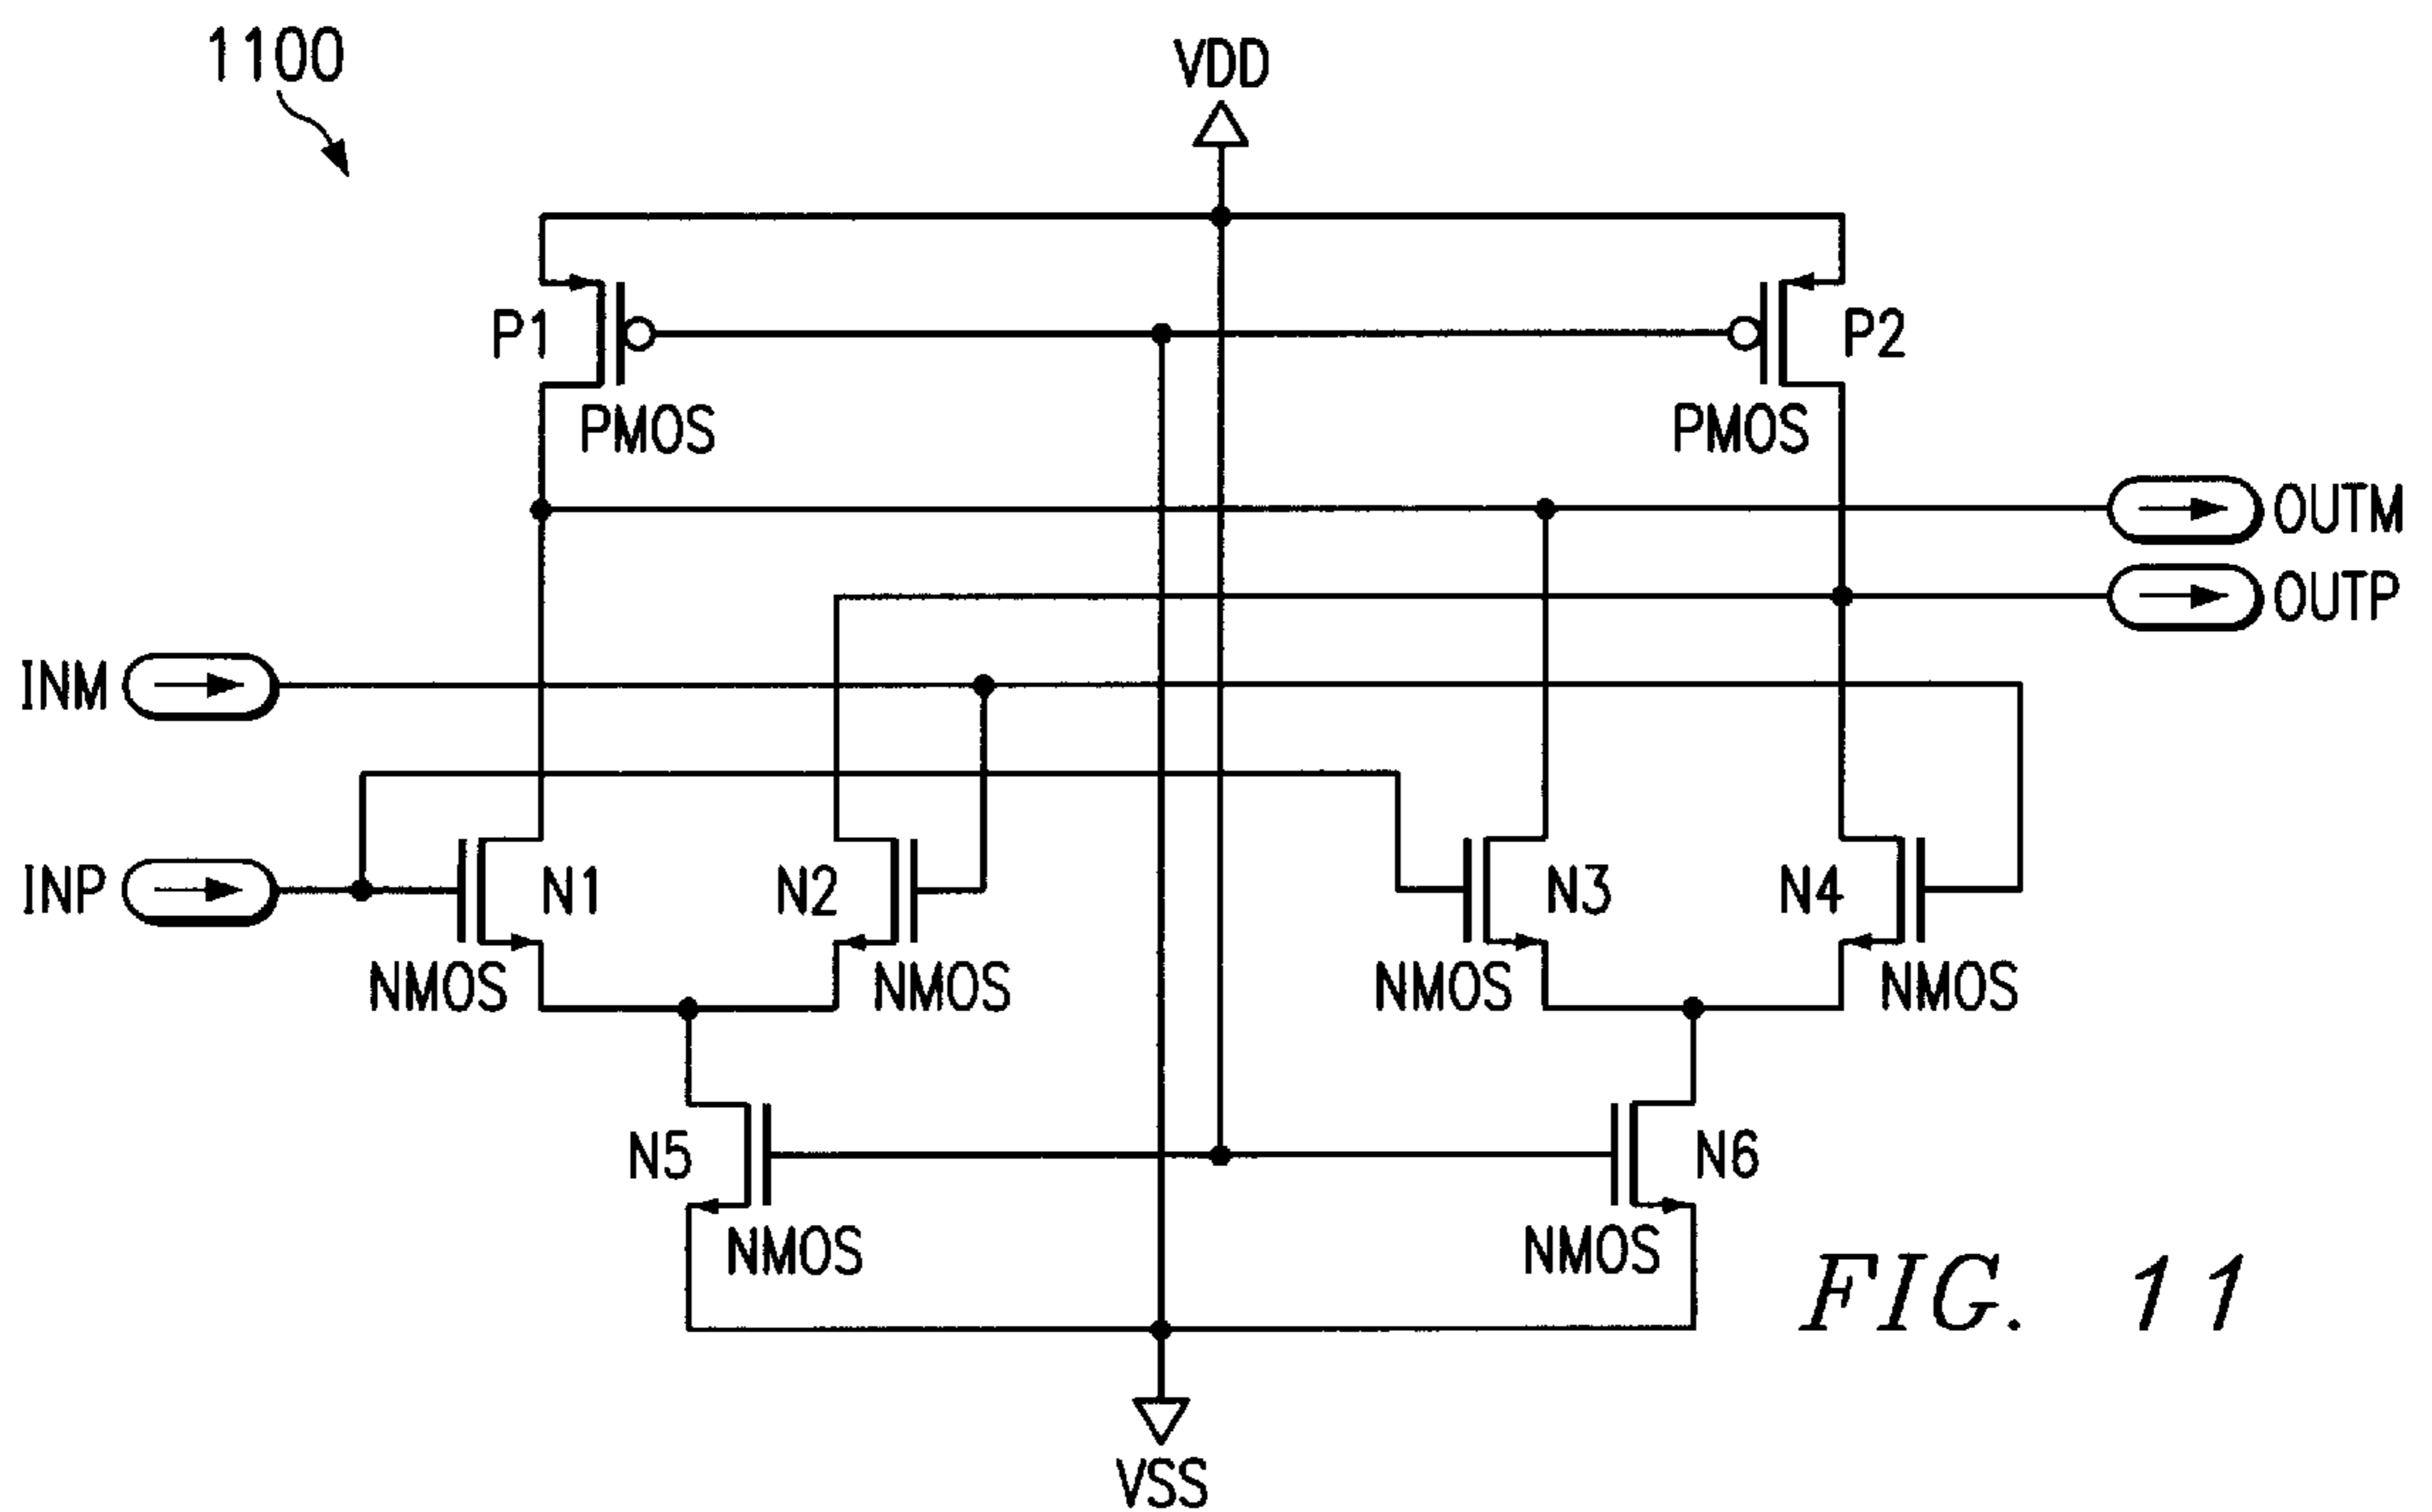 1100
VDD
P1
P2
PMOS
PMOS
OUTM
OUTP
INM
INP
N1
N2
N3
N4
NMOS
NMOS
NMOS
NMOS
N5
N6
NMOS
NMOS
FIG. 11
VSS